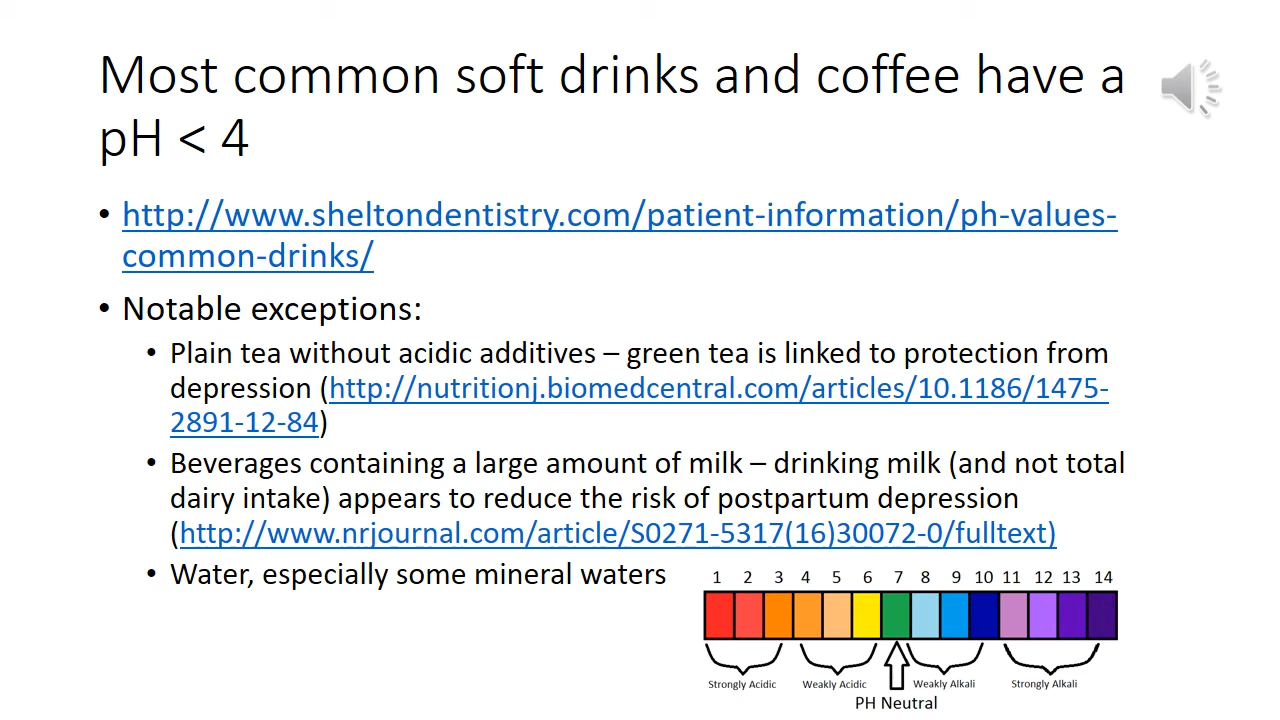 Most common soft drinks and coffee have a
pH < 4
• http://www.sheltondentistry.com/patient-information/ph-values-
common-drinks/
• Notable exceptions:
• Plain tea without acidic additives – green tea is linked to protection from
depression (http://nutritionj.biomedcentral.com/articles/10.1186/1475-
2891-12-84)
• Beverages containing a large amount of milk – drinking milk (and not total
dairy intake) appears to reduce the risk of postpartum depression
(http://www.nrjournal.com/article/S0271-5317(16)30072-0/fulltext)
• Water, especially some mineral waters
1 2 3 4 5 6 7 8 9 10 11 12 13 14
Strongly Acidic Weakly Acidic Weakly Alkali Strongly Alkali
PH Neutral